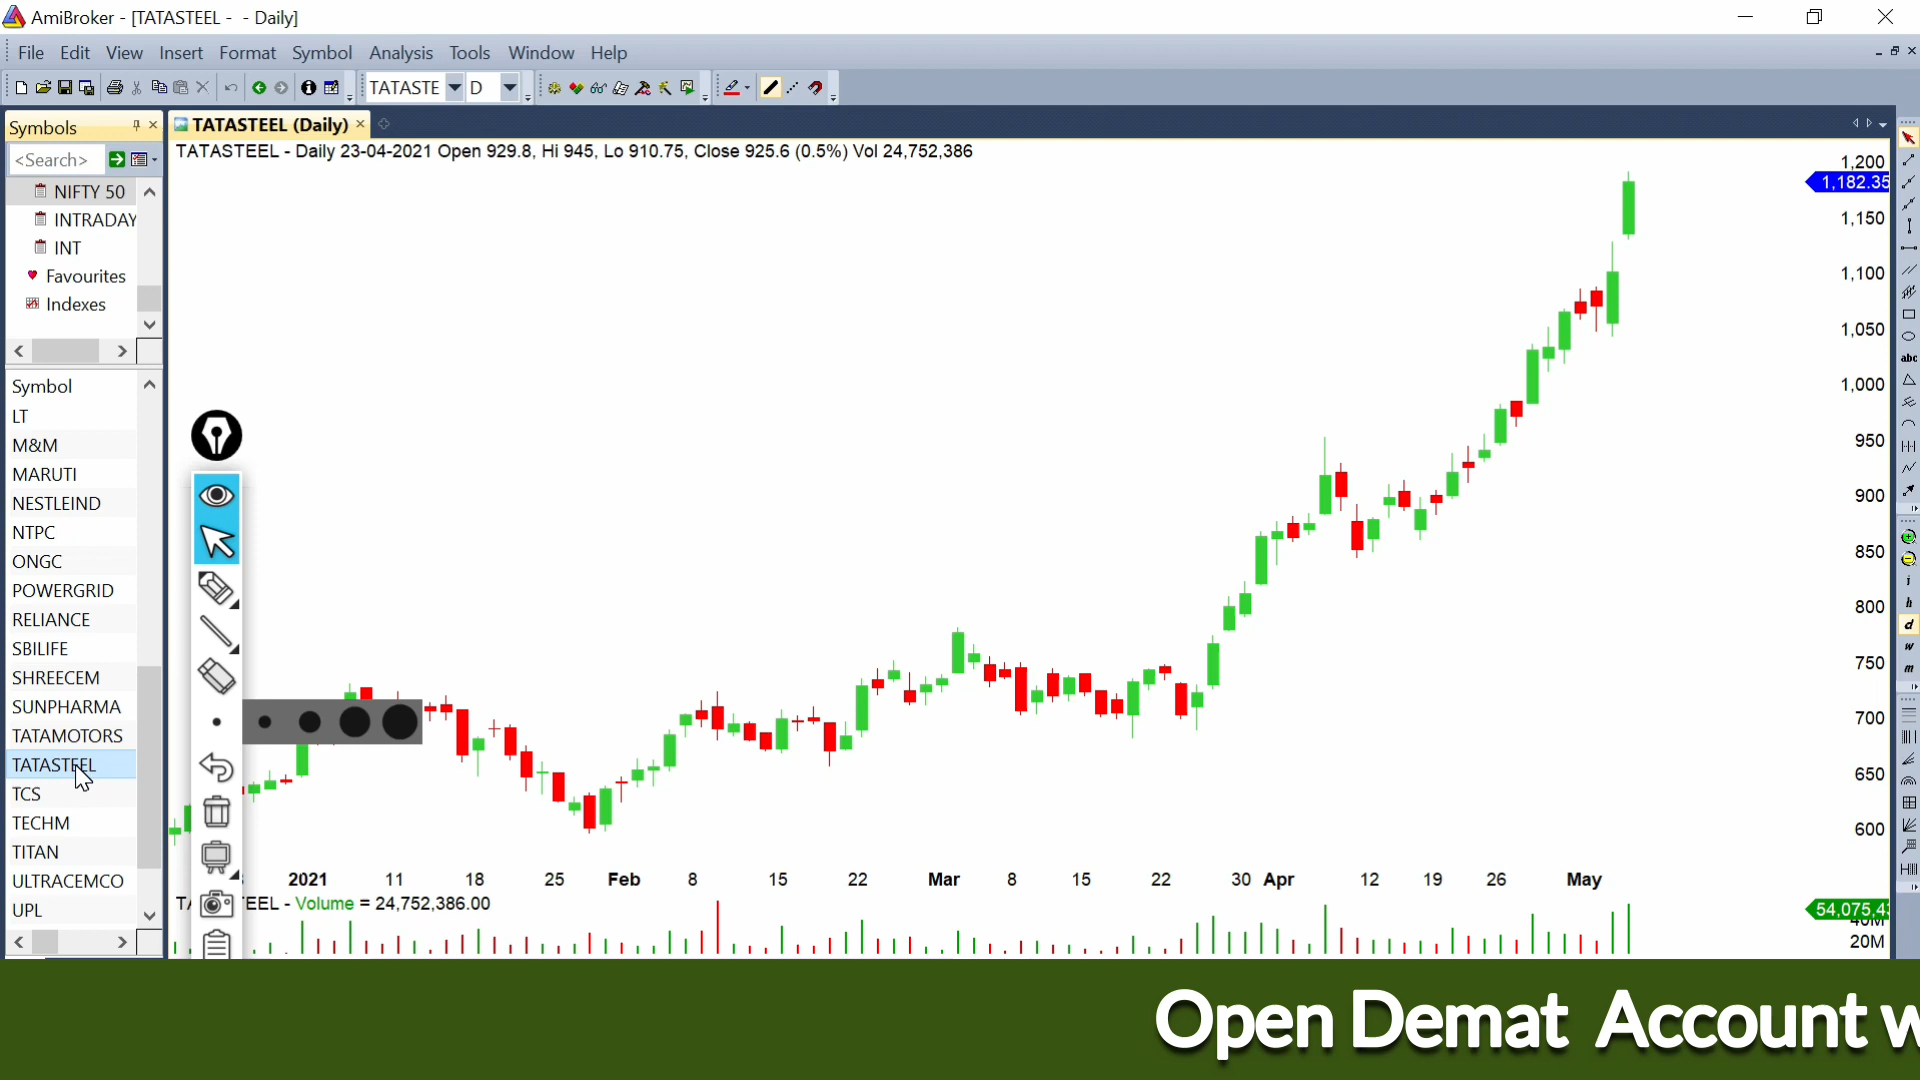 AmiBroker - [TATASTEEL - - Daily]
File Edit View Insert Format Symbol Analysis Tools Window Help
TATASTE D
Symbols
TATASTEEL (Daily)
<Search>
TATASTEEL - Daily 23-04-2021 Open 929.8, Hi 945, Lo 910.75, Close 925.6 (0.5%) Vol 24,752,386
NIFTY 50
INTRADAY
INT
Favourites
Indexes
Symbol
LT
M&M
MARUTI
NESTLEIND
NTPC
ONGC
POWERGRID
RELIANCE
SBILIFE
SHREECEM
SUNPHARMA
TATAMOTORS
TATASTEEL
TCS
TECHM
TITAN
ULTRACEMCO
UPL
1,200
1,182.35
1,150
1,100
1,050
1,000
950
900
850
800
750
700
650
600
abc
i
h
d
w
m
2021 11 18 25 Feb 8 15 22 Mar 8 15 22 30 Apr 12 19 26 May
EEL - Volume = 24,752,386.00
54,075,43
20M
Open Demat Account w